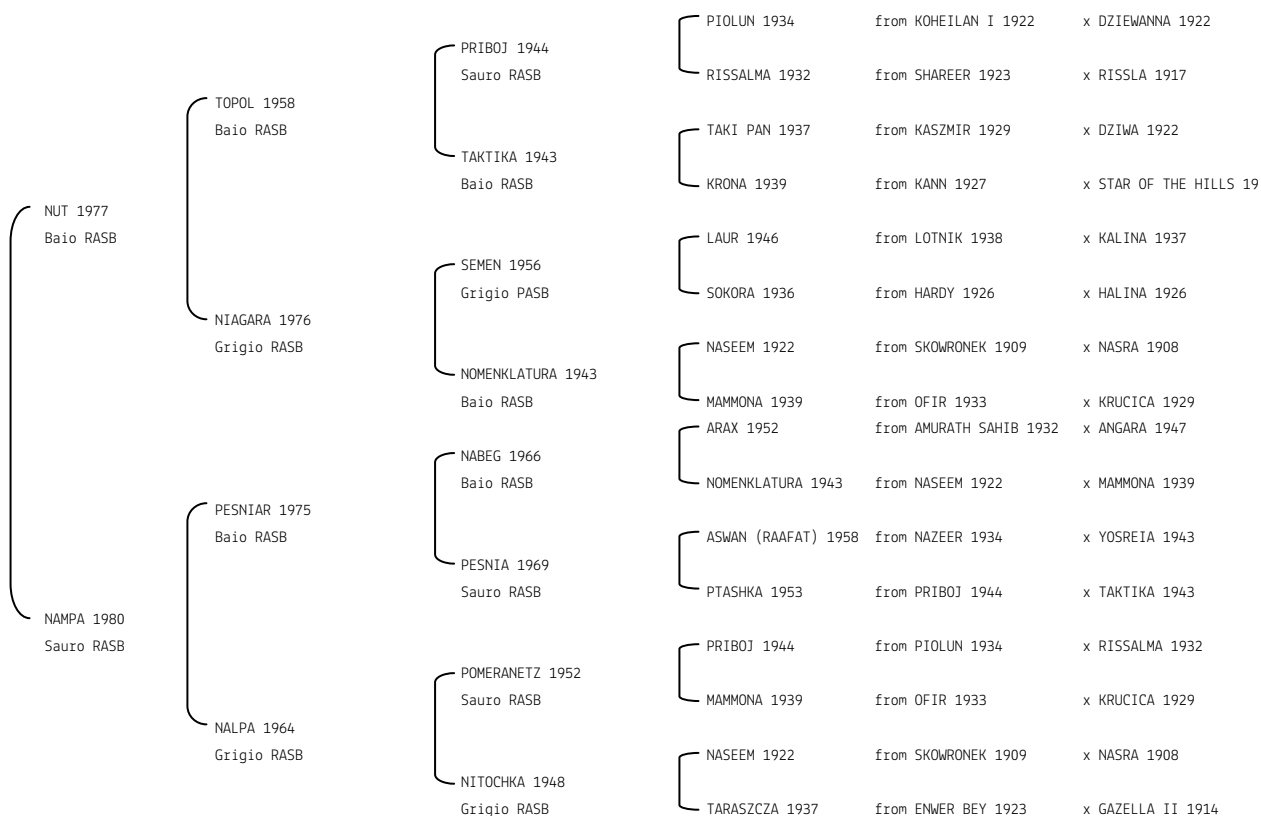 PIOLUN 1934 from KOHEILAN I 1922 x DZIEWANNA 1922
PRIBOJ 1944
Sauro RASB RISSALMA 1932 from SHAREER 1923 x RISSLA 1917
TOPOL 1958
Baio RASB TAKI PAN 1937 from KASZMIR 1929 x DZIWA 1922
TAKTIKA 1943
Baio RASB KRONA 1939 from KANN 1927 x STAR OF THE HILLS 19
NUT 1977
Baio RASB LAUR 1946 from LOTNIK 1938 x KALINA 1937
SEMEN 1956
Grigio PASB SOKORA 1936 from HARDY 1926 x HALINA 1926
NIAGARA 1976
Grigio RASB NASEEM 1922 from SKOWRONEK 1909 x NASRA 1908
NOMENKLATURA 1943
Baio RASB MAMMONA 1939 from OFIR 1933 x KRUCICA 1929
ARAX 1952 from AMURATH SAHIB 1932 x ANGARA 1947
NABEG 1966
Baio RASB NOMENKLATURA 1943 from NASEEM 1922 x MAMMONA 1939
PESNIAR 1975
Baio RASB ASWAN (RAAFAT) 1958 from NAZEER 1934 x YOSREIA 1943
PESNIA 1969
Sauro RASB PTASHKA 1953 from PRIBOJ 1944 x TAKTIKA 1943
NAMPA 1980
Sauro RASB PRIBOJ 1944 from PIOLUN 1934 x RISSALMA 1932
POMERANETZ 1952
Sauro RASB MAMMONA 1939 from OFIR 1933 x KRUCICA 1929
NALPA 1964
Grigio RASB NASEEM 1922 from SKOWRONEK 1909 x NASRA 1908
NITOCHKA 1948
Grigio RASB TARASZCZA 1937 from ENWER BEY 1923 x GAZELLA II 1914